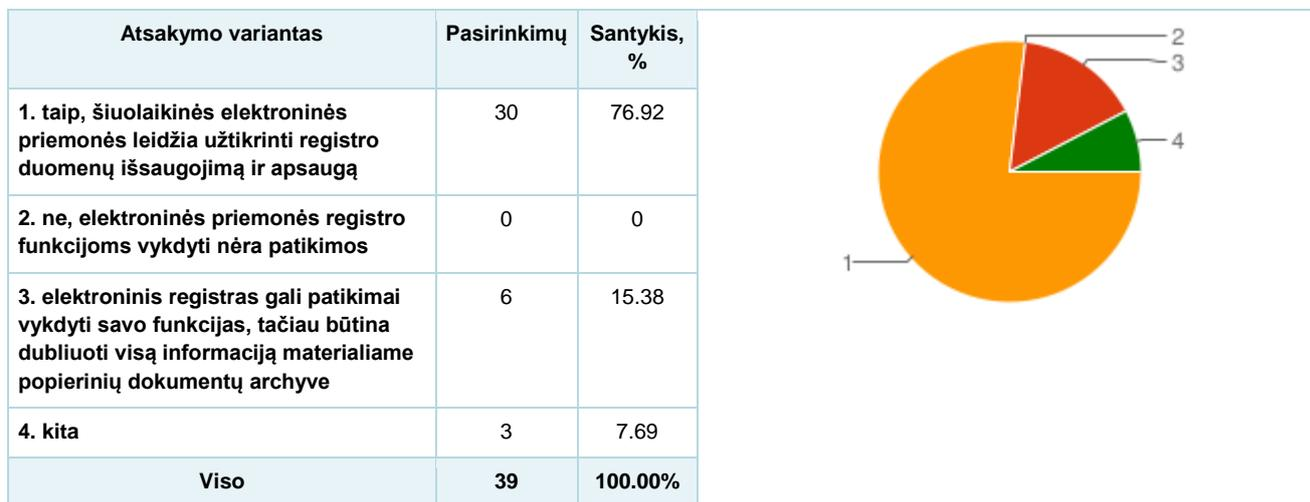 Atsakymo variantas Pasirinkimų Santykis,
%
1. taip, šiuolaikinės elektroninės 30 76.92
priemonės leidžia užtikrinti registro
duomenų išsaugojimą ir apsaugą
2. ne, elektroninės priemonės registro 0 0
funkcijoms vykdyti nėra patikimos
3. elektroninis registras gali patikimai 6 15.38
vykdyti savo funkcijas, tačiau būtina
dubliuoti visą informaciją materialiame
popierinių dokumentų archyve
4. kita 3 7.69
Viso 39 100.00%
2
3
4
1